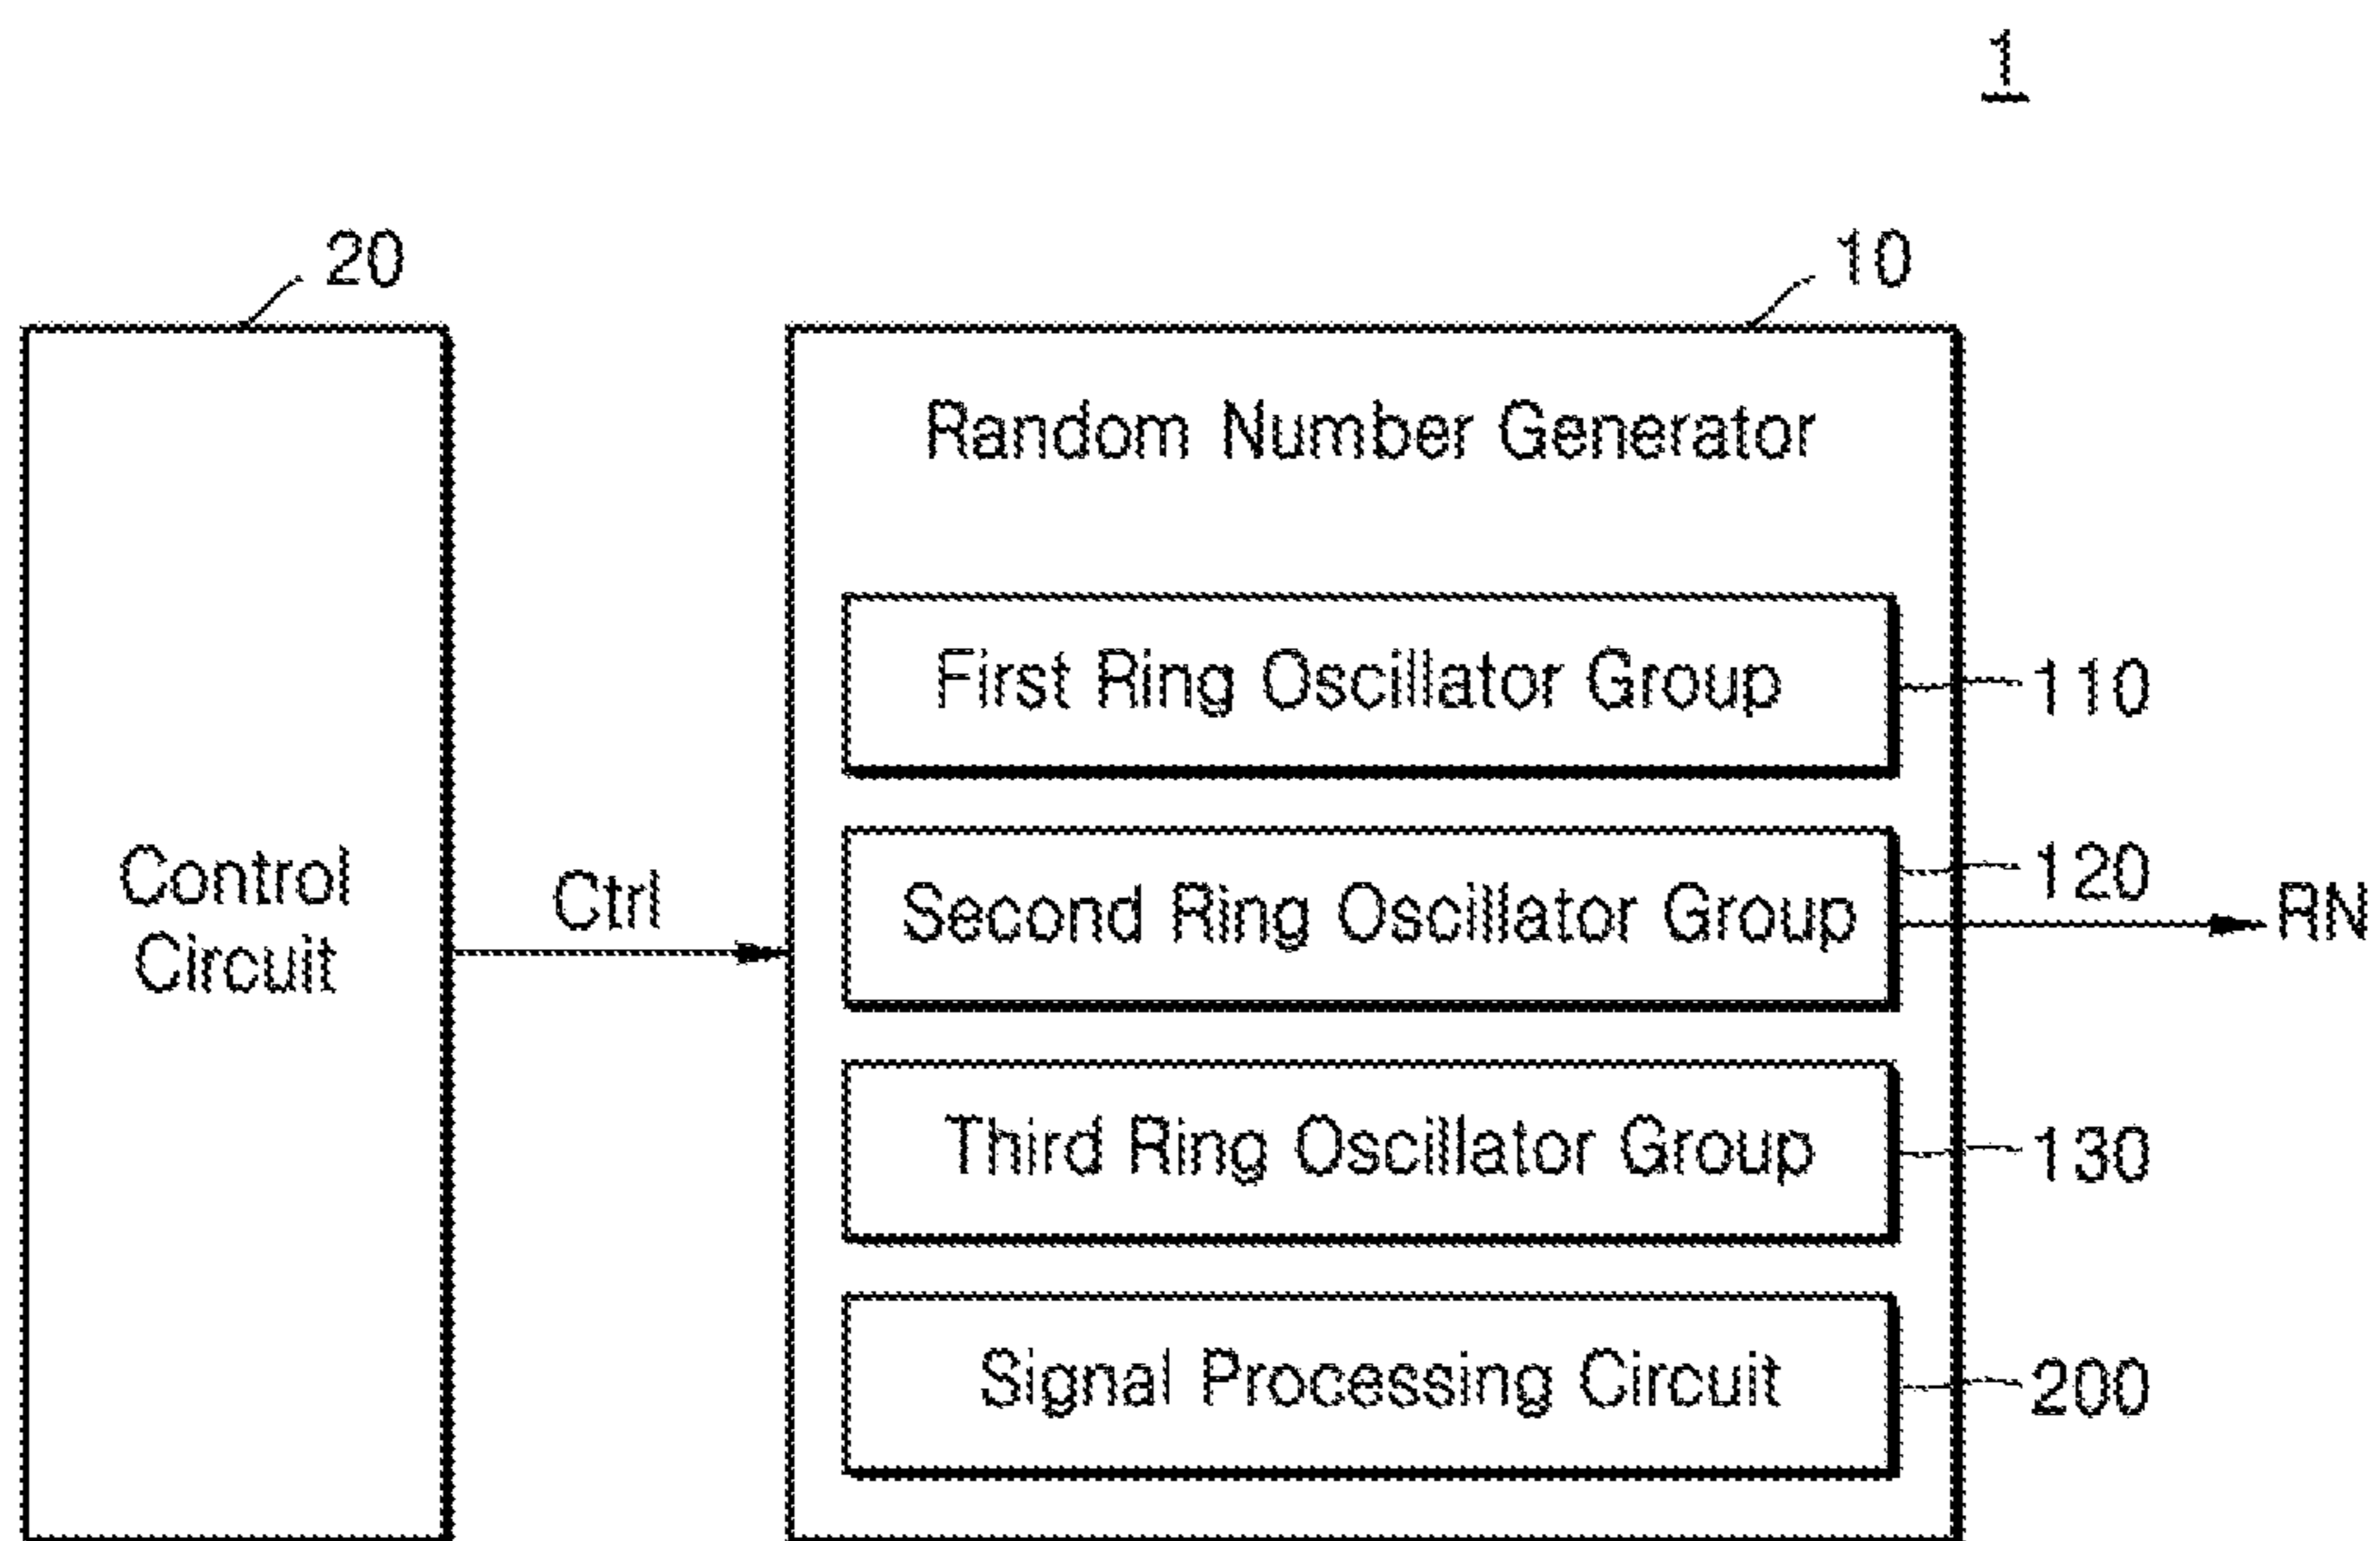 1
20
10
Random Number Generator
First Ring Oscillator Group
110
Control
Circuit
Ctrl
Second Ring Oscillator Group
120
RN
Third Ring Oscillator Group
130
Signal Processing Circuit
200